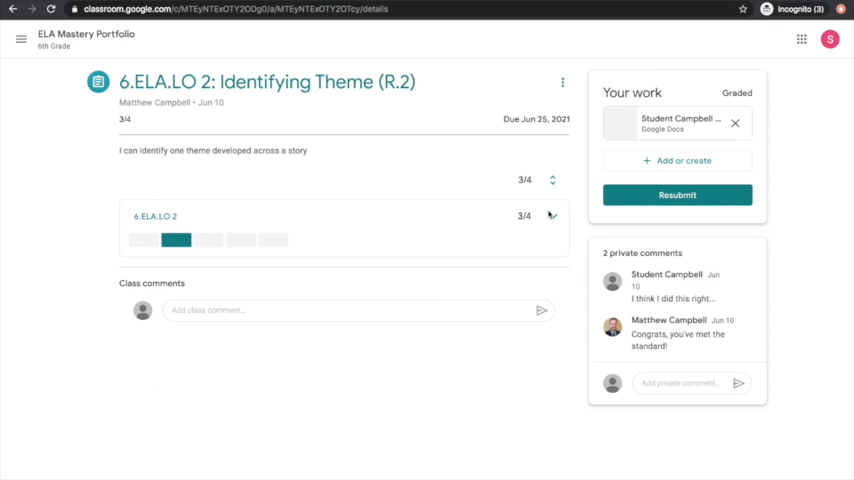 classroom.google.com/c/MTEyNTExOTY2ODg0/a/MTEyNTExOTY2OTcy/details
Incognito (3)
ELA Mastery Portfolio
6th Grade
S
6.ELA.LO 2: Identifying Theme (R.2)
Matthew Campbell • Jun 10
3/4
Due Jun 25, 2021
I can identify one theme developed across a story
3/4
6.ELA.LO 2
3/4
Class comments
Add class comment...
Your work
Graded
Student Campbell ...
Google Docs
+ Add or create
Resubmit
2 private comments
Student Campbell Jun
10
I think I did this right...
Matthew Campbell Jun 10
Congrats, you've met the
standard!
Add private comment...